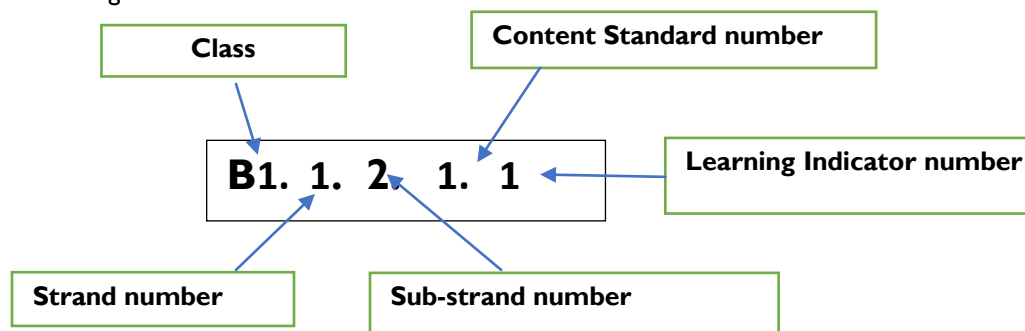 Class
Content Standard number
B1. 1. 2. 1. 1
Learning Indicator number
Strand number
Sub-strand number